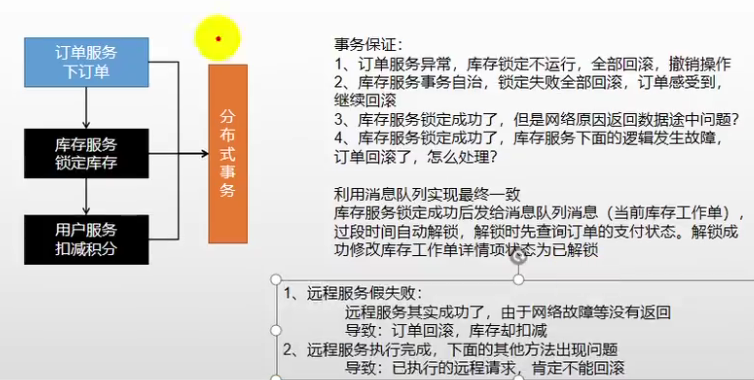 订单服务
下订单
库存服务
锁定库存
用户服务
扣减积分
分
布
式
事
务
事务保证：
1、订单服务异常，库存锁定不运行，全部回滚，撤销操作
2、库存服务事务自治，锁定失败全部回滚，订单感受到，
继续回滚
3、库存服务锁定成功了，但是网络原因返回数据途中问题？
4、库存服务锁定成功了，库存服务下面的逻辑发生故障，
订单回滚了，怎么处理？
利用消息队列实现最终一致
库存服务锁定成功后发给消息队列消息（当前库存工作单），
过段时间自动解锁，解锁时先查询订单的支付状态。解锁成
功修改库存工作单详情项状态为已解锁
1、远程服务假失败：
远程服务其实成功了，由于网络故障等没有返回
导致：订单回滚，库存却扣减
2、远程服务执行完成，下面的其他方法出现问题
导致：已执行的远程请求，肯定不能回滚